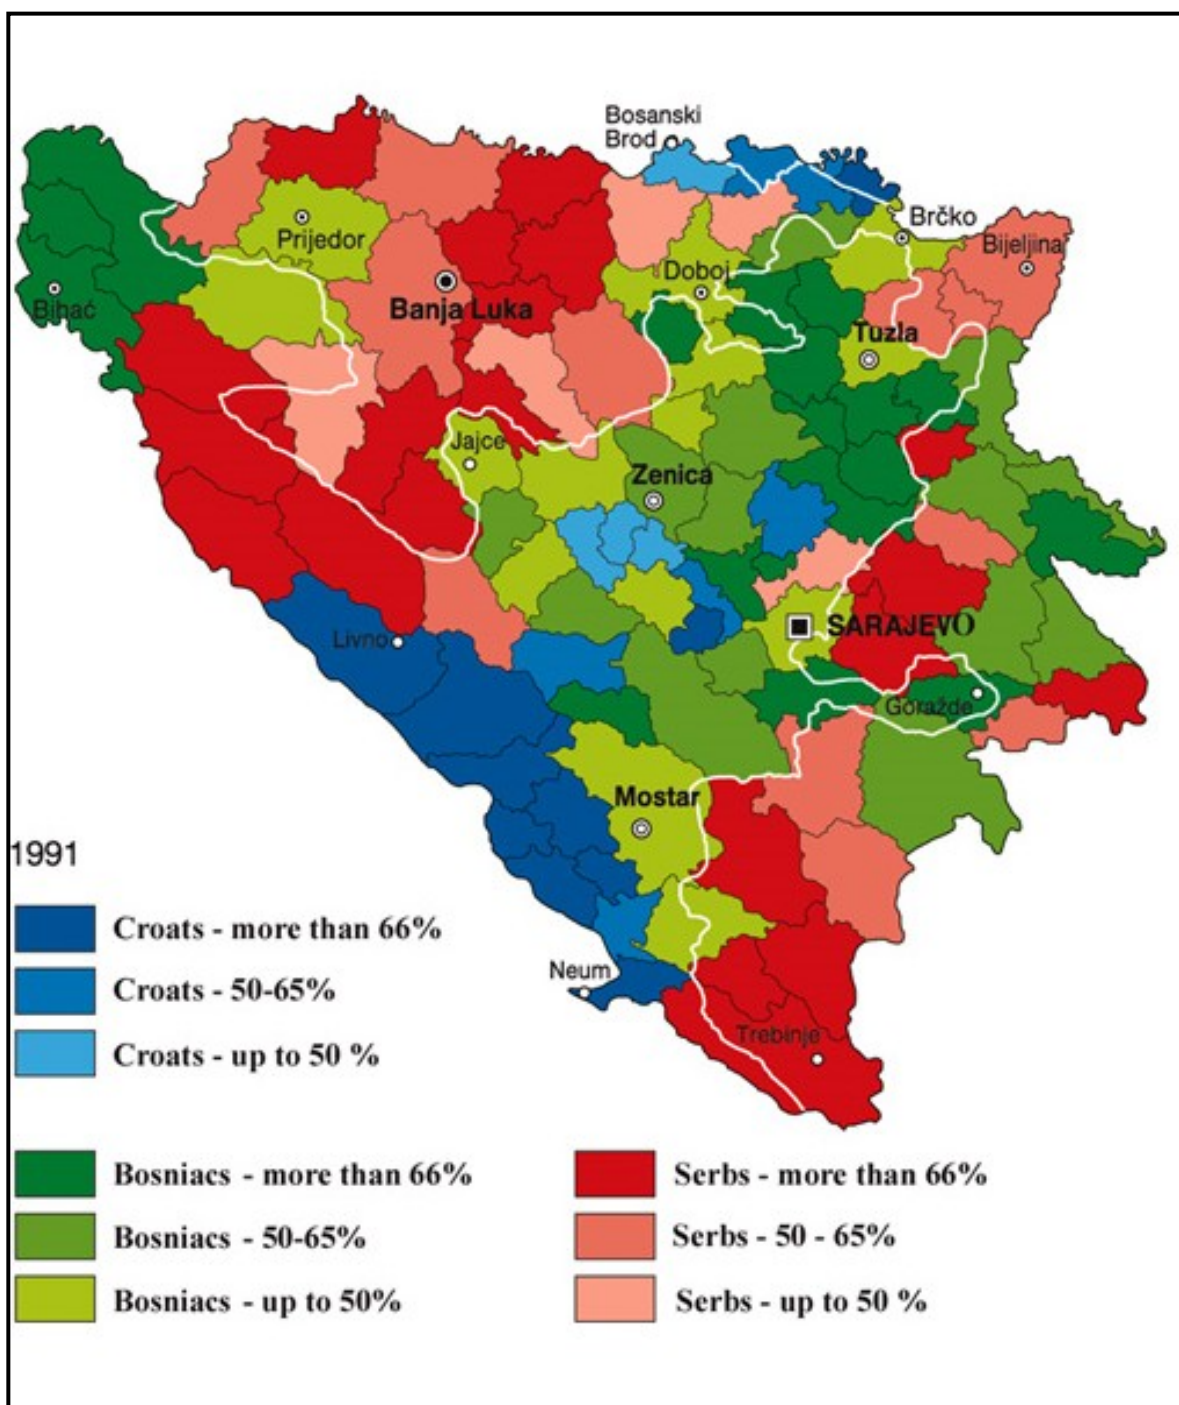 Bosanski
Brod
Brčko
Prijedor
Bijeljina
Doboj
Bihać
Banja Luka
Tuzla
Jajce
Zenica
SARAJEVO
Livno
Goražde
Mostar
1991
Neum
Trebinje
Croats - more than 66%
Croats - 50-65%
Croats - up to 50 %
Bosniacs - more than 66%
Bosniacs - 50-65%
Bosniacs - up to 50%
Serbs - more than 66%
Serbs - 50 - 65%
Serbs - up to 50 %